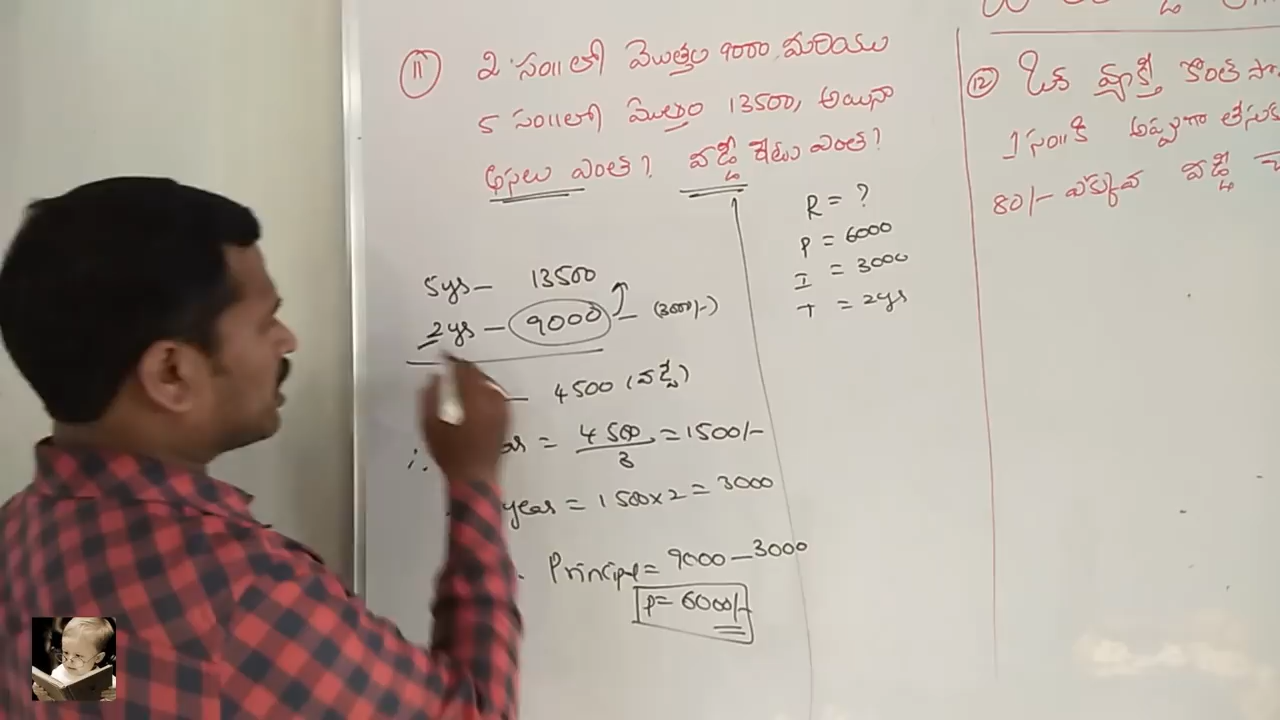 11 2 సం॥లో మొత్తం 9000, మరియు
5 సం॥లో మొత్తం 13500, అయినా
అసలు ఎంత? వడ్డీ రేటు ఎంత?
5ys - 13500
2ys - 9000 - (3000/-)
- 4500 (వడ్డీ)
∴ = 4500/3 = 1500/-
year = 1500×2 = 3000
Principl = 9000 - 3000
P = 6000/-
R = ?
P = 6000
I = 3000
T = 2ys
12 ఒక వ్యక్తి కొంత
1 సం॥కి అప్పుగా
80/- ఎక్కువ వడ్డీ